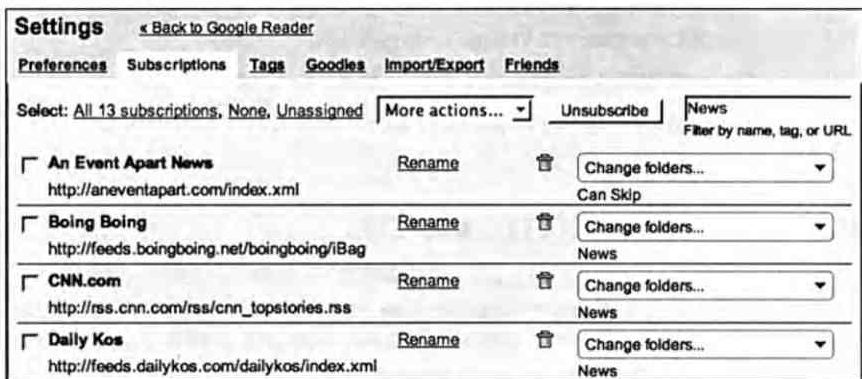 Settings « Back to Google Reader
Preferences Subscriptions Tags Goodies Import/Export Friends
Select: All 13 subscriptions, None, Unassigned More actions... Unsubscribe News
Filter by name, tag, or URL
An Event Apart News Rename Change folders...
http://aneventapart.com/index.xml Can Skip
Boing Boing Rename Change folders...
http://feeds.boingboing.net/boingboing/iBag News
CNN.com Rename Change folders...
http://rss.cnn.com/rss/cnn_topstories.rss News
Daily Kos Rename Change folders...
http://feeds.dailykos.com/dailykos/index.xml News